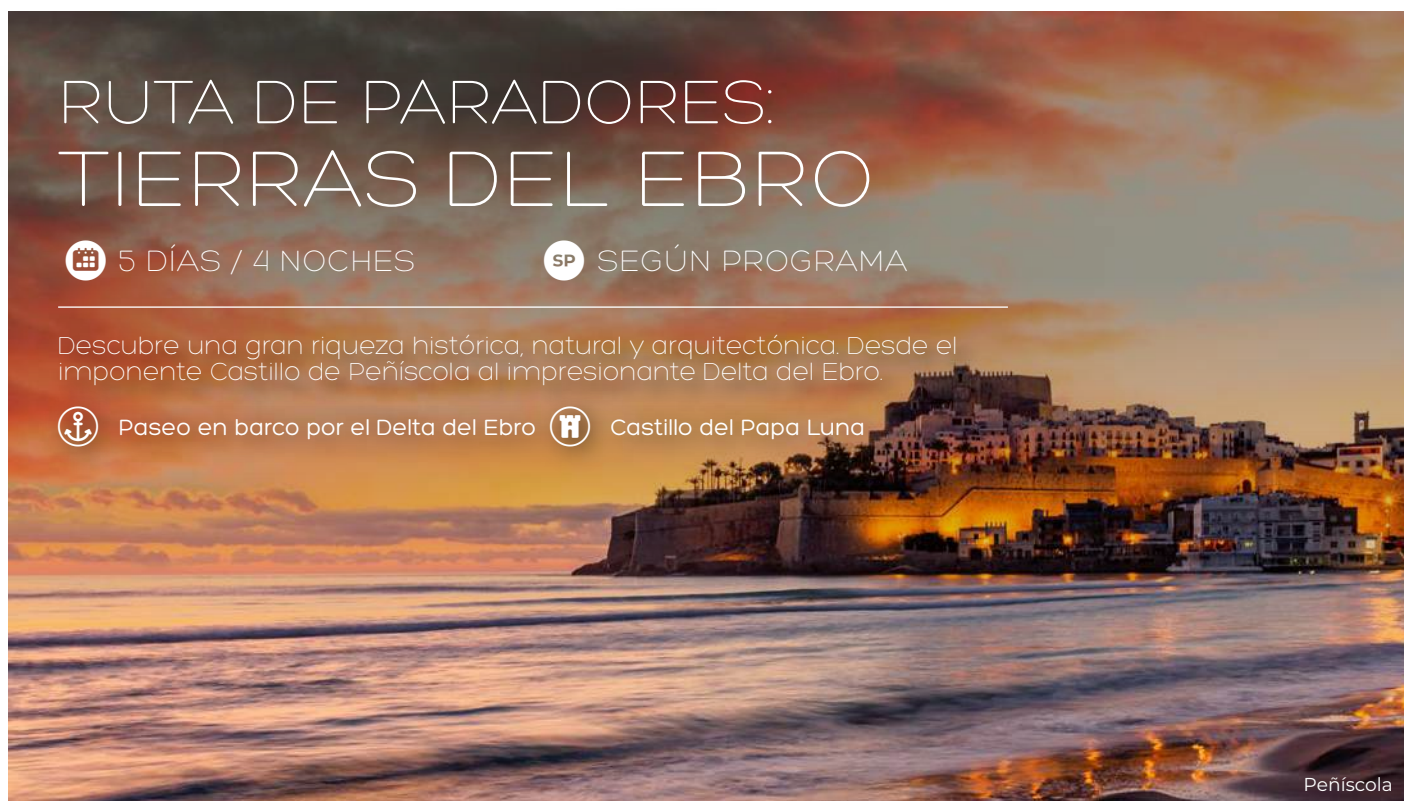 RUTA DE PARADORES:
TIERRAS DEL EBRO
5 DÍAS / 4 NOCHES
SP SEGÚN PROGRAMA
Descubre una gran riqueza histórica, natural y arquitectónica. Desde el
imponente Castillo de Peñíscola al impresionante Delta del Ebro.
Paseo en barco por el Delta del Ebro
Castillo del Papa Luna
Peñíscola